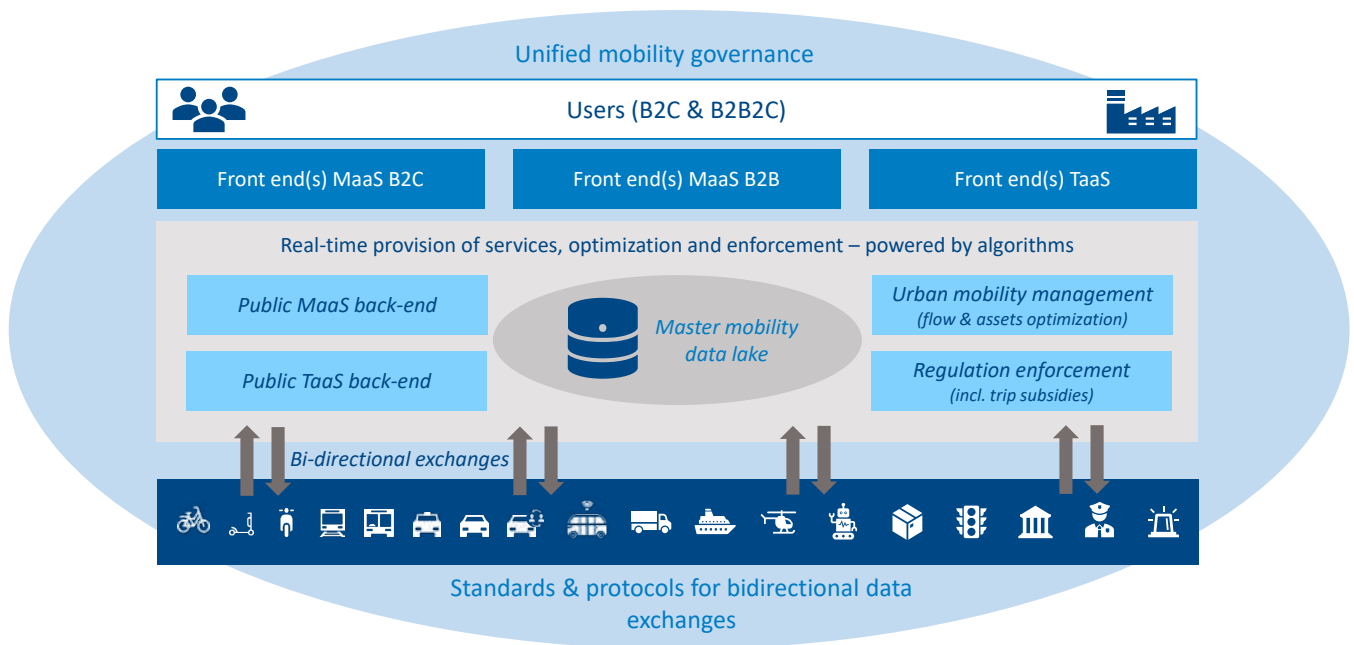 Unified mobility governance
Users (B2C & B2B2C)
Front end(s) MaaS B2C
Front end(s) MaaS B2B
Front end(s) TaaS
Real-time provision of services, optimization and enforcement – powered by algorithms
Public MaaS back-end
Public TaaS back-end
Master mobility
data lake
Urban mobility management
(flow & assets optimization)
Regulation enforcement
(incl. trip subsidies)
Bi-directional exchanges
Standards & protocols for bidirectional data
exchanges